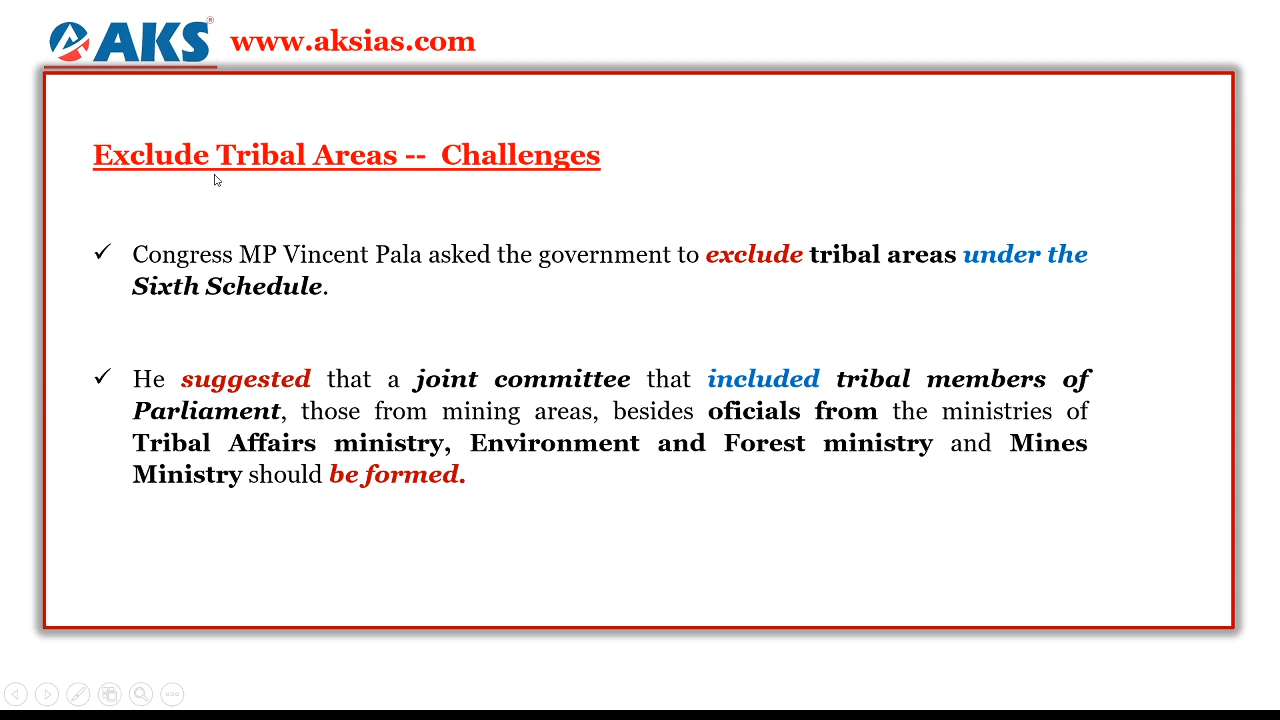 AKS® www.aksias.com
Exclude Tribal Areas -- Challenges
✓ Congress MP Vincent Pala asked the government to exclude tribal areas under the
Sixth Schedule.
✓ He suggested that a joint committee that included tribal members of
Parliament, those from mining areas, besides oficials from the ministries of
Tribal Affairs ministry, Environment and Forest ministry and Mines
Ministry should be formed.